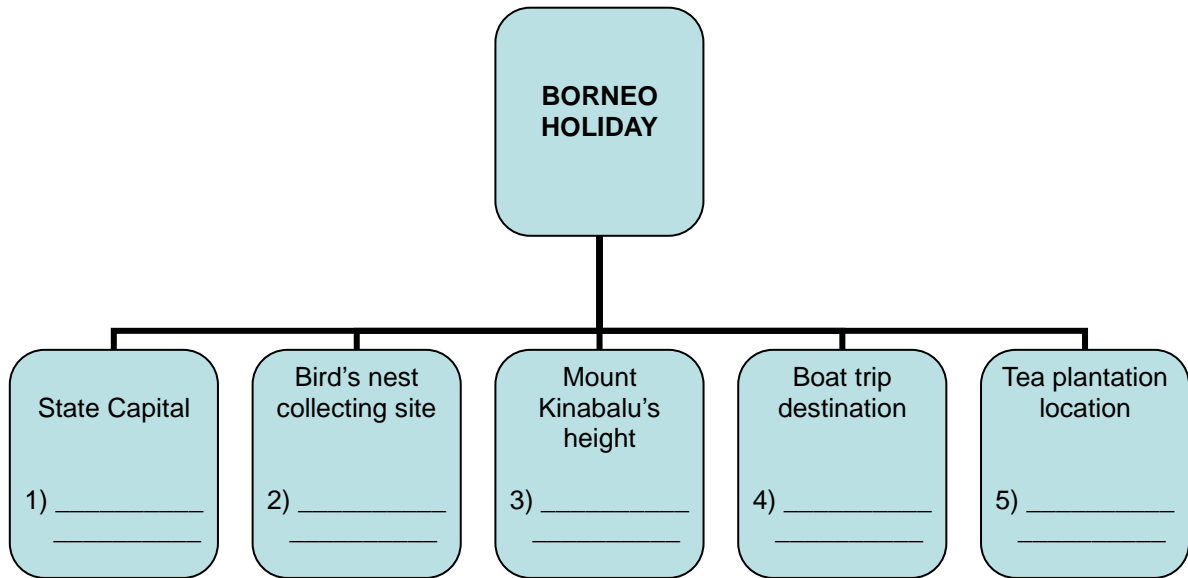 BORNEO
HOLIDAY
State Capital
1) __________
__________
Bird’s nest
collecting site
2) __________
__________
Mount
Kinabalu’s
height
3) __________
__________
Boat trip
destination
4) __________
__________
Tea plantation
location
5) __________
__________